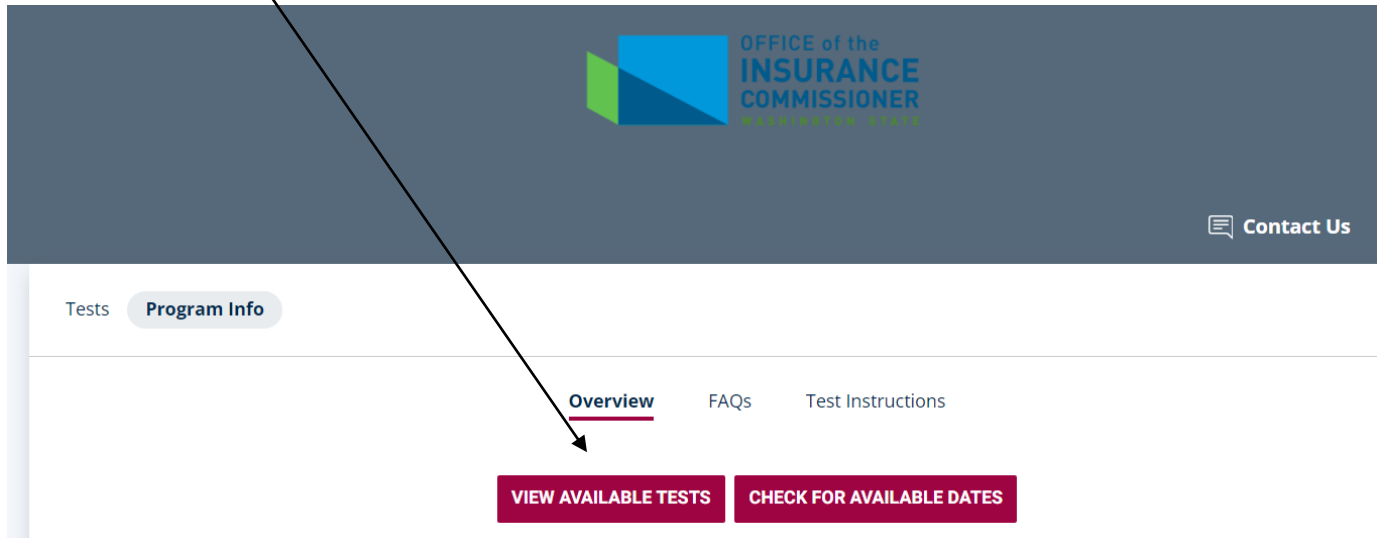 OFFICE of the
INSURANCE
COMMISSIONER
WASHINGTON STATE
Contact Us
Tests Program Info
Overview FAQs Test Instructions
VIEW AVAILABLE TESTS CHECK FOR AVAILABLE DATES